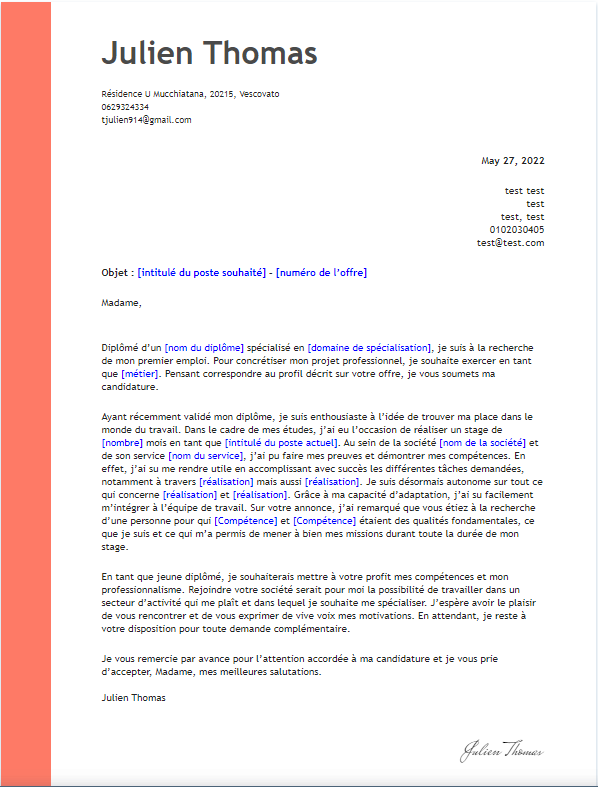 Julien Thomas
Résidence U Mucchiatana, 20215, Vescovato
0629324334
tjulien914@gmail.com
May 27, 2022
test test
test
test, test
0102030405
test@test.com
Objet : [intitulé du poste souhaité] - [numéro de l’offre]
Madame,
Diplômé d’un [nom du diplôme] spécialisé en [domaine de spécialisation], je suis à la recherche
de mon premier emploi. Pour concrétiser mon projet professionnel, je souhaite exercer en tant
que [métier]. Pensant correspondre au profil décrit sur votre offre, je vous soumets ma
candidature.
Ayant récemment validé mon diplôme, je suis enthousiaste à l’idée de trouver ma place dans le
monde du travail. Dans le cadre de mes études, j’ai eu l’occasion de réaliser un stage de
[nombre] mois en tant que [intitulé du poste actuel]. Au sein de la société [nom de la société] et
de son service [nom du service], j’ai pu faire mes preuves et démontrer mes compétences. En
effet, j’ai su me rendre utile en accomplissant avec succès les différentes tâches demandées,
notamment à travers [réalisation] mais aussi [réalisation]. Je suis désormais autonome sur tout ce
qui concerne [réalisation] et [réalisation]. Grâce à ma capacité d’adaptation, j’ai su facilement
m’intégrer à l’équipe de travail. Sur votre annonce, j’ai remarqué que vous étiez à la recherche
d’une personne pour qui [Compétence] et [Compétence] étaient des qualités fondamentales, ce
que je suis et ce qui m’a permis de mener à bien mes missions durant toute la durée de mon
stage.
En tant que jeune diplômé, je souhaiterais mettre à votre profit mes compétences et mon
professionnalisme. Rejoindre votre société serait pour moi la possibilité de travailler dans un
secteur d’activité qui me plaît et dans lequel je souhaite me spécialiser. J’espère avoir le plaisir
de vous rencontrer et de vous exprimer de vive voix mes motivations. En attendant, je reste à
votre disposition pour toute demande complémentaire.
Je vous remercie par avance pour l’attention accordée à ma candidature et je vous prie
d’accepter, Madame, mes meilleures salutations.
Julien Thomas
Julien Thomas